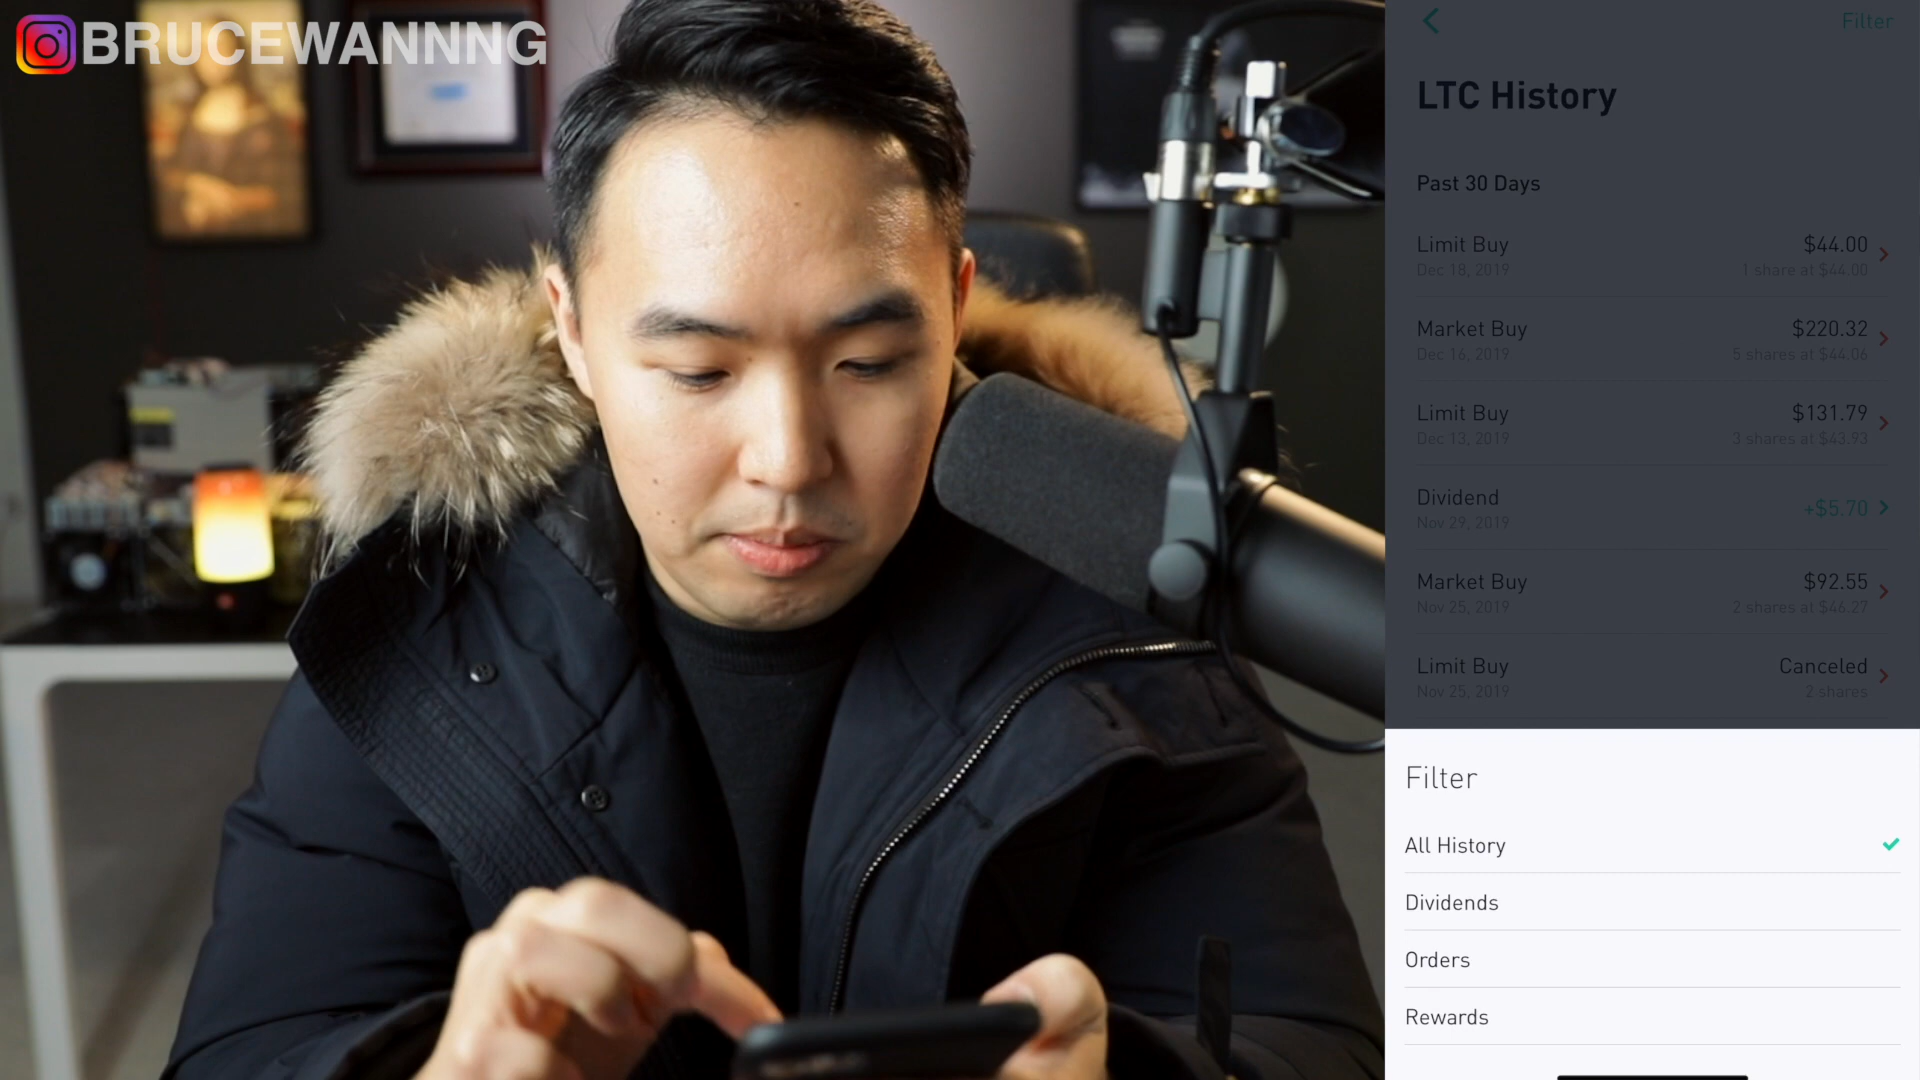 BRUCEWANNNG
Filter
LTC History
Past 30 Days
Limit Buy $44.00
Dec 18, 2019 1 share at $44.00
Market Buy $220.32
Dec 16, 2019 5 shares at $44.06
Limit Buy $131.79
Dec 13, 2019 3 shares at $43.93
Dividend +$5.70
Nov 29, 2019
Market Buy $92.55
Nov 25, 2019 2 shares at $46.27
Limit Buy Canceled
Nov 25, 2019 2 shares
Filter
All History
Dividends
Orders
Rewards